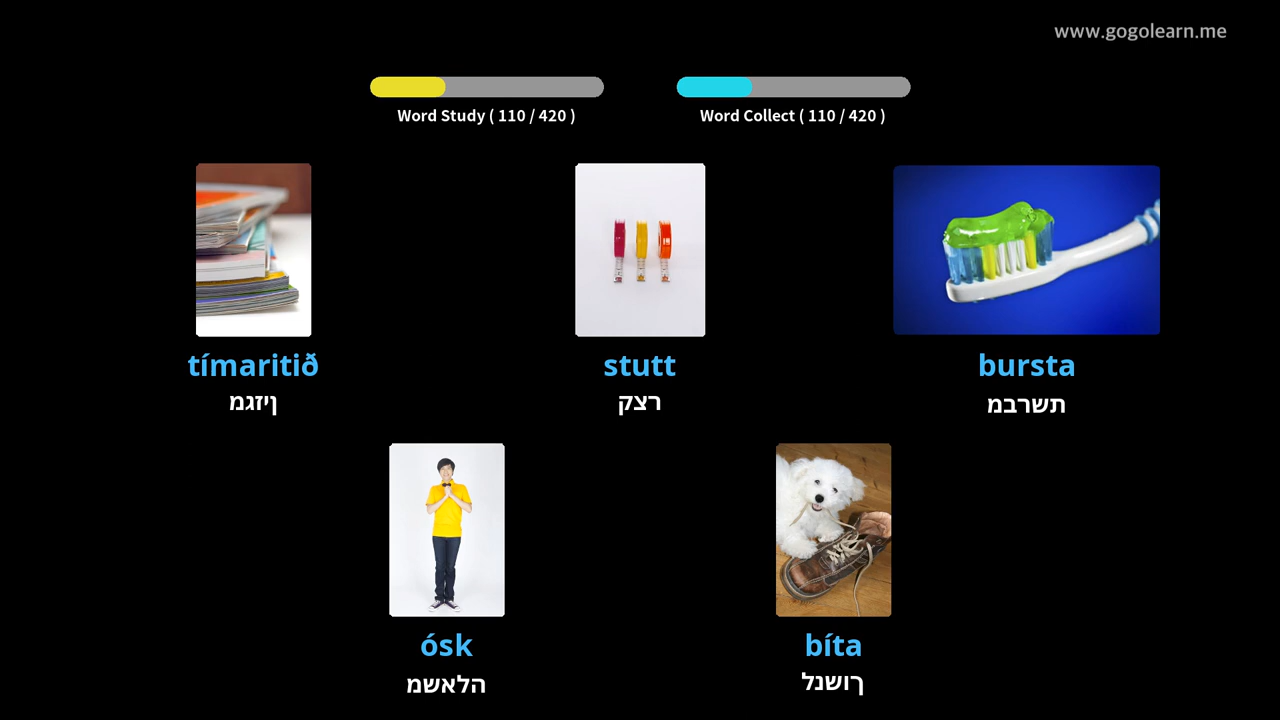 www.gogolearn.me
Word Study ( 110 / 420 )
Word Collect ( 110 / 420 )
tímaritið
מגזין
stutt
קצר
bursta
מברשת
ósk
משאלה
bíta
לנשוך